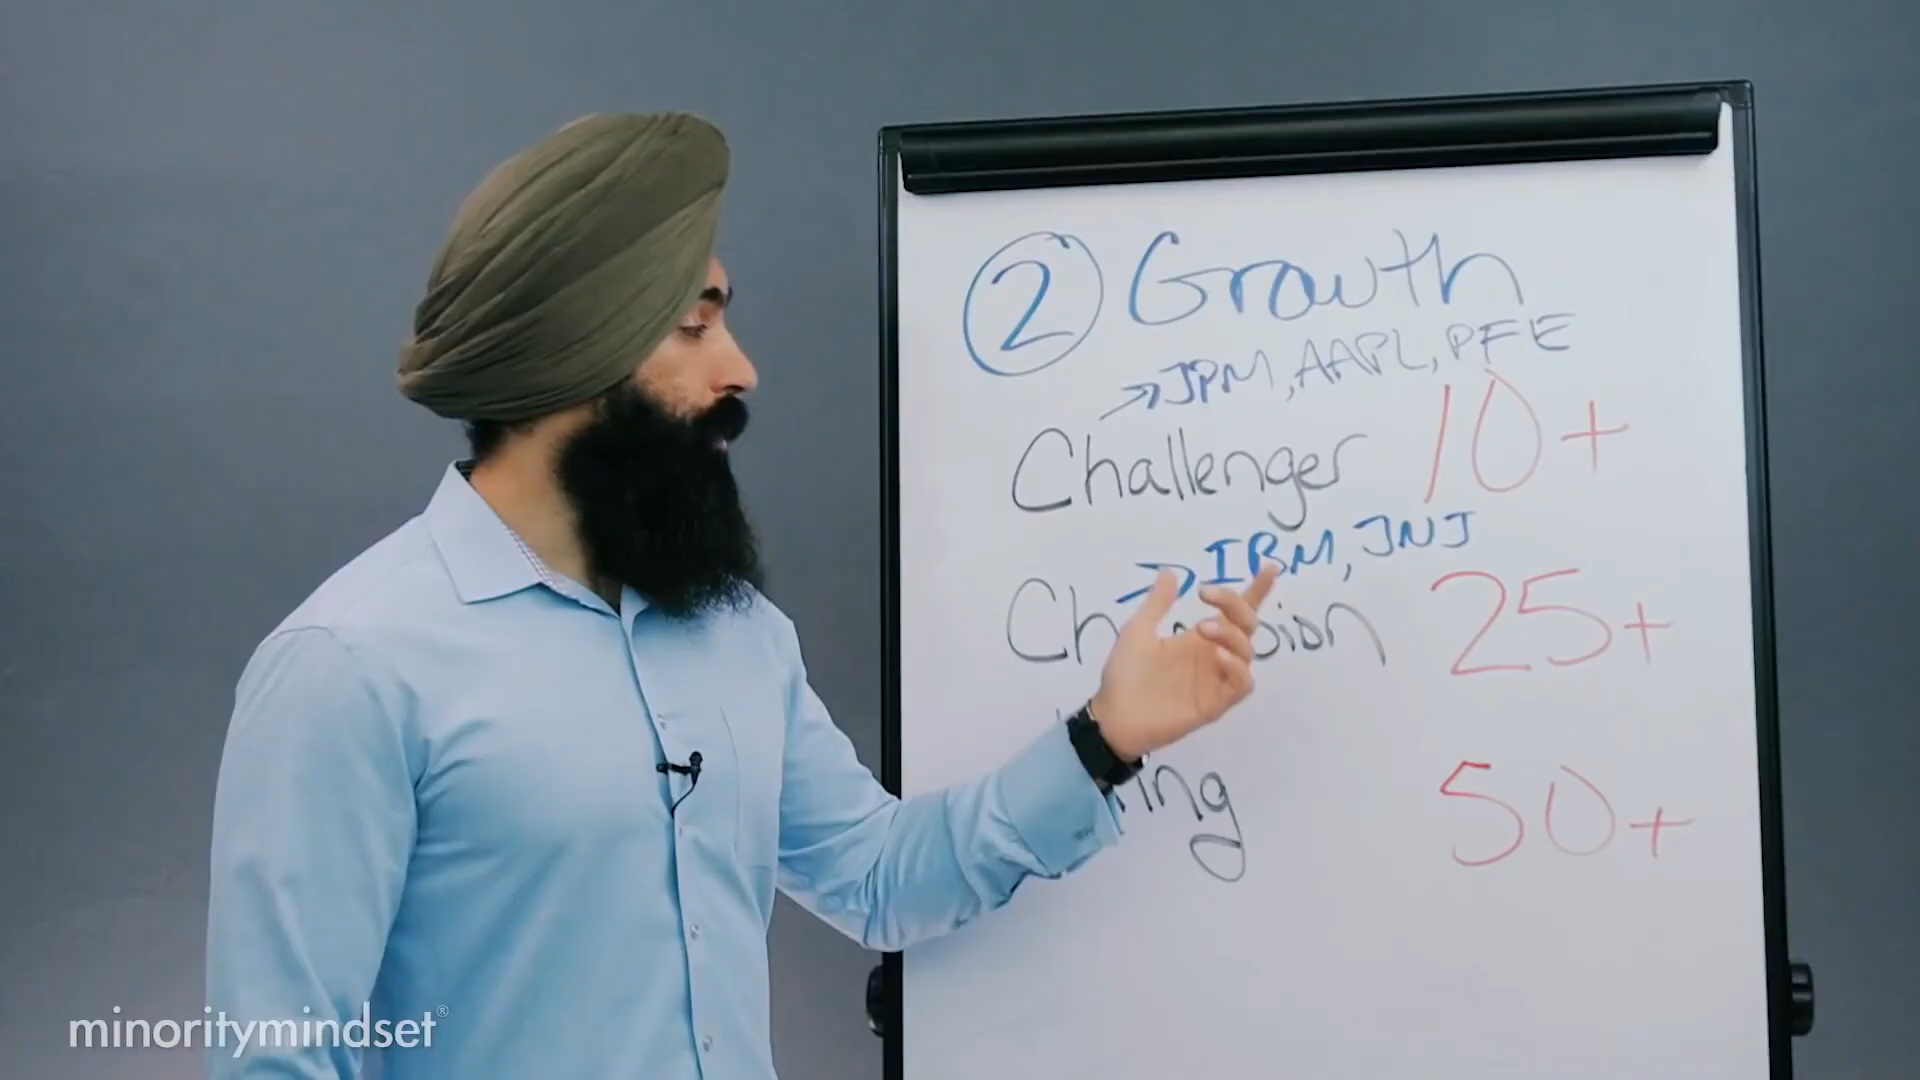 2 Growth
→ JPM, AAPL, PFE
Challenger 10+
→ IBM, JNJ
25+
50+
minoritymindset®